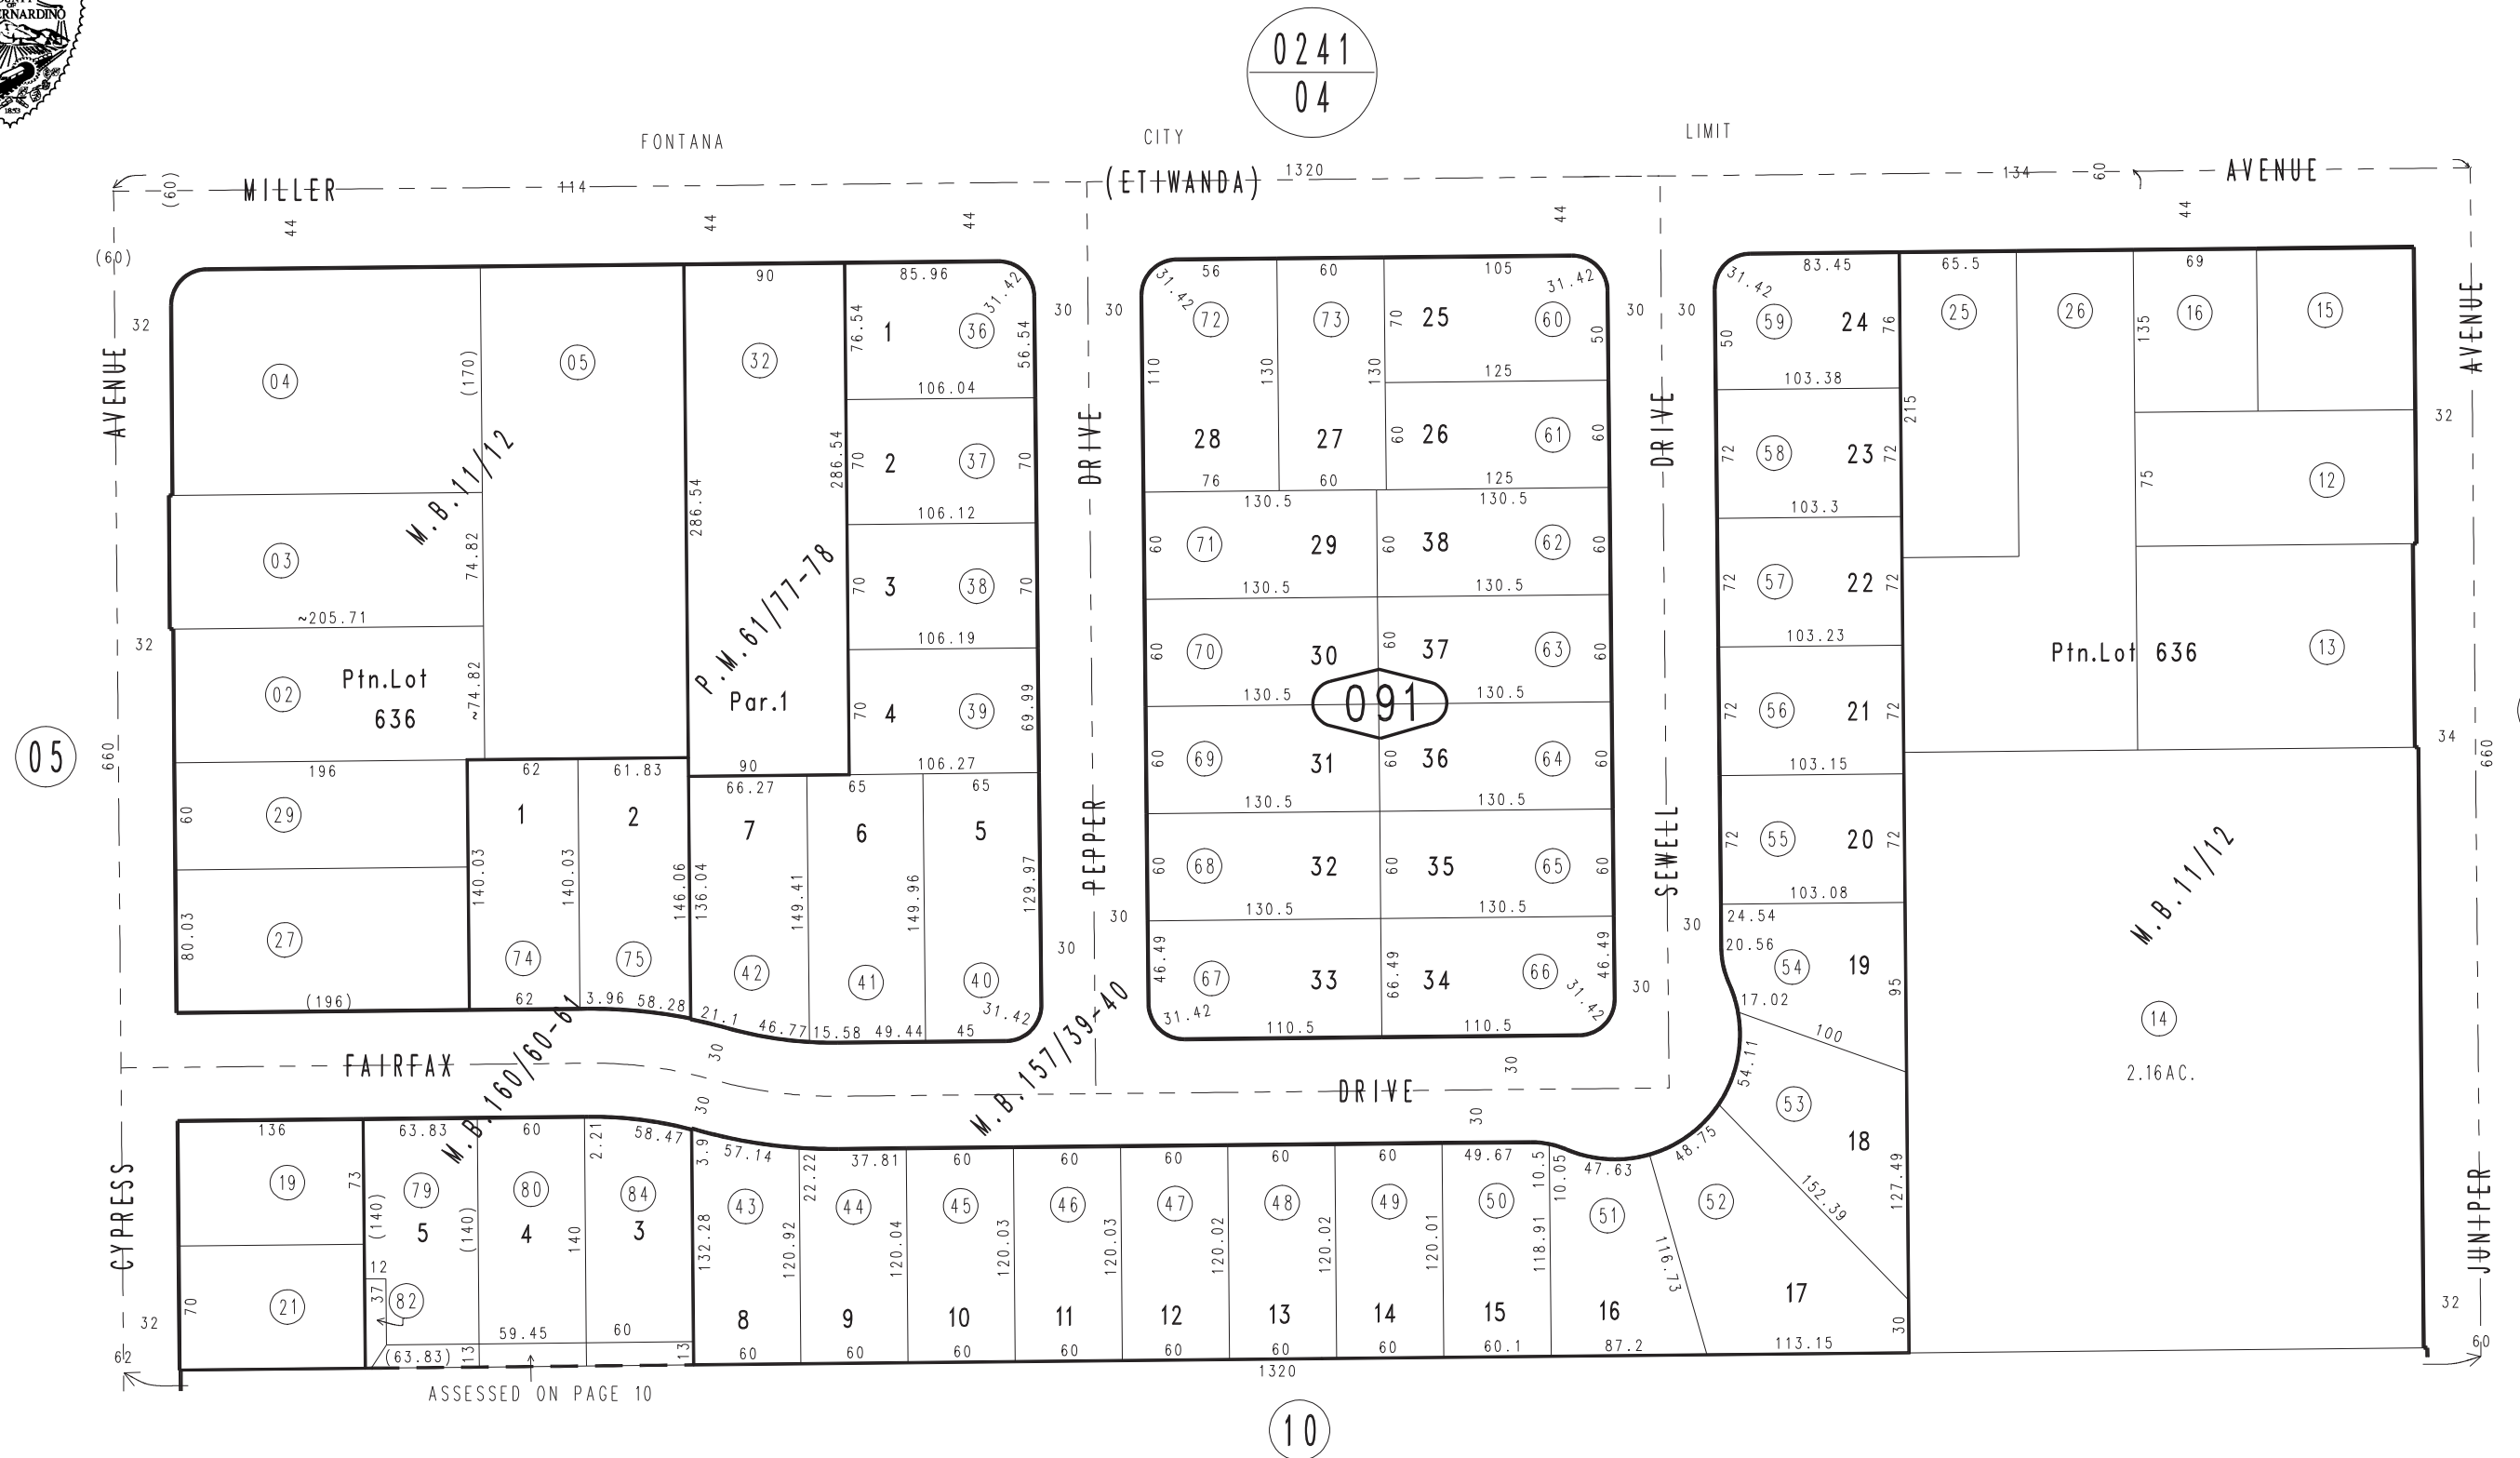 BERNARDINO
1853
0241
04
FONTANA CITY LIMIT
(60) MILLER 114 (ETIWANDA) 1320 134 60 AVENUE
44 44 44 44 44
(60)
32 AVENUE
04 (170) 05
M.B.11/12
03 74.82
~205.71
32
02 Ptn.Lot 636 ~74.82
05
660
196
60 29
80.03 27
(196)
90
32
286.54 286.54
P.M.61/77-78
Par.1
90
85.96 31.42
76.54 1 36 56.54
106.04
70 2 37 70
106.12
70 3 38 70
106.19
70 4 39 69.99
106.27
62 61.83
1 2
140.03 140.03 146.06
74 75
62 3.96 58.28
66.27 65 65
7 6 5
136.04 149.41 149.96 129.97
42 41 40
21.1 46.77 15.58 49.44 45 31.42
30 30 DRIVE
PEPPER
30 30
31.42 56 60 105 31.42
72 73 70 25 60 50
110 130 130 125
28 27 60 26 61 60
76 60 125
130.5 130.5
60 71 29 60 38 62 60
130.5 130.5
60 70 30 60 37 63 60
130.5 130.5
091
60 69 31 60 36 64 60
130.5 130.5
60 68 32 60 35 65 60
130.5 130.5
46.49 67 33 66.49 34 66 46.49
31.42 110.5 110.5 31.42
30 30 DRIVE
SEWELL
30 30
31.42 83.45
50 59 24 76
103.38
72 58 23 72
103.3
72 57 22 72
103.23
72 56 21 72
103.15
72 55 20 72
103.08
24.54
20.56 54 19 95
17.02
100
54.11 53 18
48.75 152.39 127.49
65.5 69
25 26 135 16 15
215
75 12
Ptn.Lot 636 13
M.B.11/12
14
2.16AC.
AVENUE
32
34
660
JUNIPER
32
60
FAIRFAX 30 30 DRIVE
30 30
M.B.160/60-61
M.B.157/39-40
CYPRESS
136 63.83 60 2.21 58.47 3.9 57.14 22.22 37.81 60 60 60 60 60 49.67 10.5 10.05 47.63
19 73 79 80 84 43 44 45 46 47 48 49 50 51 52
(140) 5 (140) 4 140 3
132.28 120.92 120.04 120.03 120.03 120.02 120.02 120.01 118.91 116.73
70 21 12 37 82
8 9 10 11 12 13 14 15 16 17
32
59.45 60 30
(63.83) 13 13 60 60 60 60 60 60 60 60.1 87.2 113.15
62
1320
ASSESSED ON PAGE 10
10